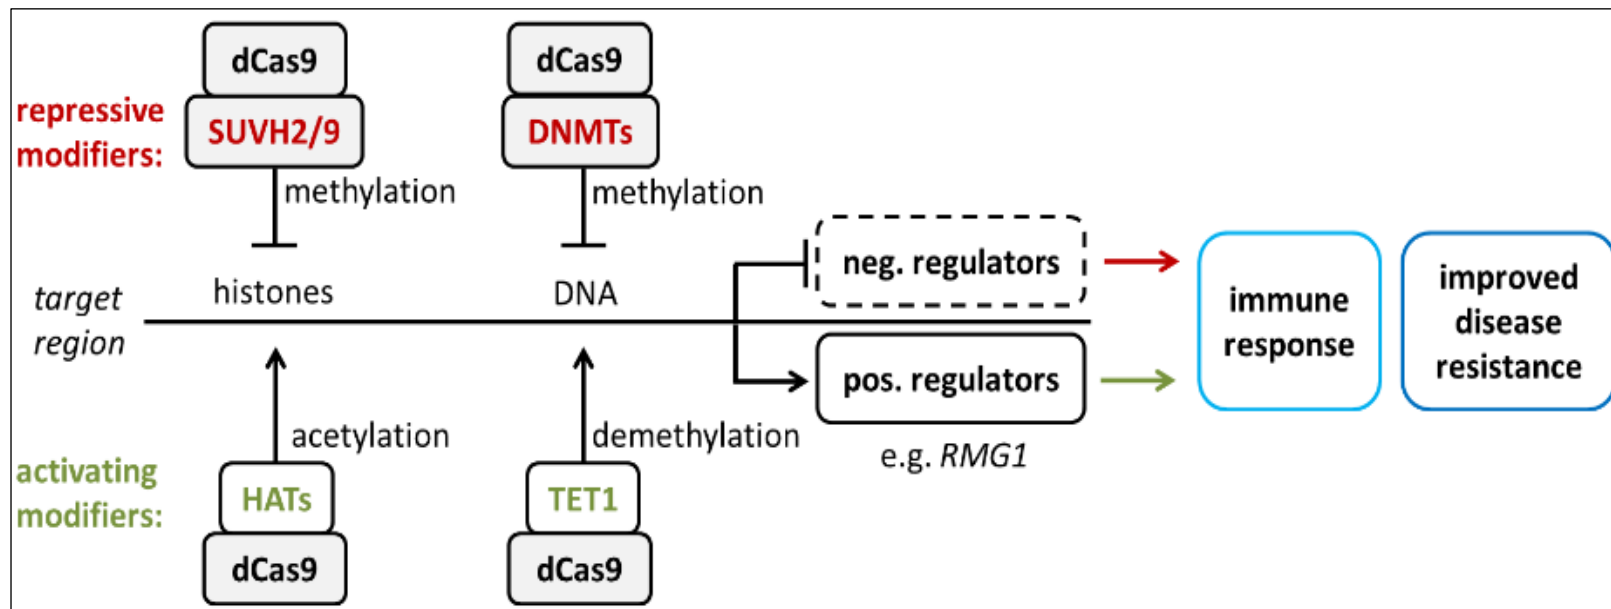 dCas9
dCas9
repressive
modifiers:
SUVH2/9
DNMTs
methylation
methylation
neg. regulators
target
region
histones
DNA
immune
response
improved
disease
resistance
pos. regulators
e.g. RMG1
acetylation
demethylation
activating
modifiers:
HATs
TET1
dCas9
dCas9